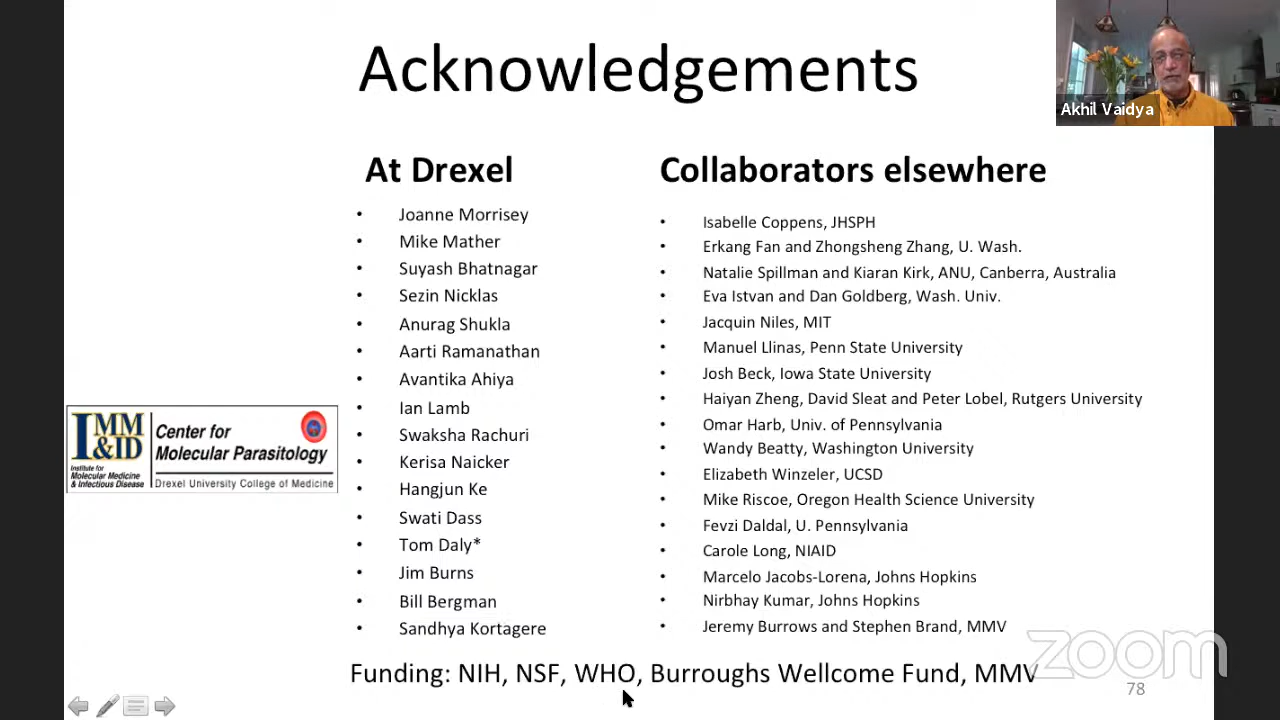 Acknowledgements
Akhil Vaidya
At Drexel
Joanne Morrisey
Mike Mather
Suyash Bhatnagar
Sezin Nicklas
Anurag Shukla
Aarti Ramanathan
Avantika Ahiya
Ian Lamb
Swaksha Rachuri
Kerisa Naicker
Hangjun Ke
Swati Dass
Tom Daly*
Jim Burns
Bill Bergman
Sandhya Kortagere
Collaborators elsewhere
Isabelle Coppens, JHSPH
Erkang Fan and Zhongsheng Zhang, U. Wash.
Natalie Spillman and Kiaran Kirk, ANU, Canberra, Australia
Eva Istvan and Dan Goldberg, Wash. Univ.
Jacquin Niles, MIT
Manuel Llinas, Penn State University
Josh Beck, Iowa State University
Haiyan Zheng, David Sleat and Peter Lobel, Rutgers University
Omar Harb, Univ. of Pennsylvania
Wandy Beatty, Washington University
Elizabeth Winzeler, UCSD
Mike Riscoe, Oregon Health Science University
Fevzi Daldal, U. Pennsylvania
Carole Long, NIAID
Marcelo Jacobs-Lorena, Johns Hopkins
Nirbhay Kumar, Johns Hopkins
Jeremy Burrows and Stephen Brand, MMV
IMM
&ID
Institute for
Molecular Medicine
& Infectious Disease
Center for
Molecular Parasitology
Drexel University College of Medicine
Funding: NIH, NSF, WHO, Burroughs Wellcome Fund, MMV
zoom
78